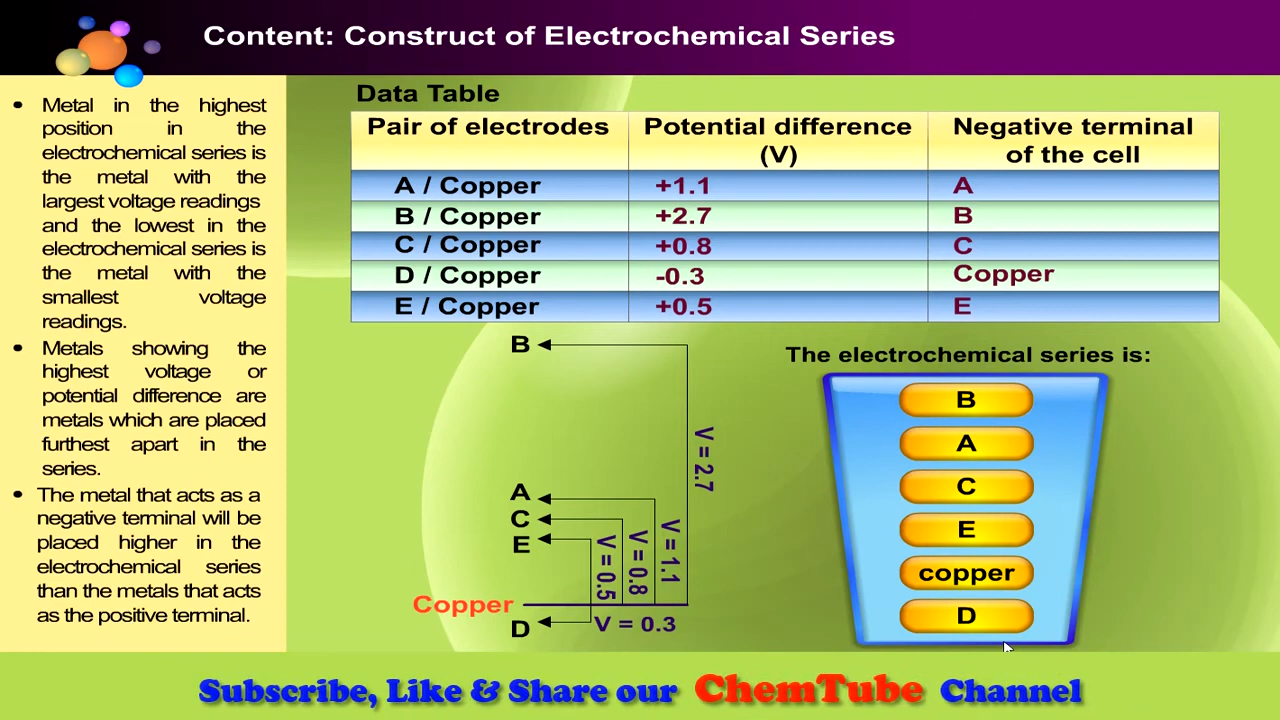 Content: Construct of Electrochemical Series
• Metal in the highest
position in the
electrochemical series is
the metal with the
largest voltage readings
and the lowest in the
electrochemical series is
the metal with the
smallest voltage
readings.
• Metals showing the
highest voltage or
potential difference are
metals which are placed
furthest apart in the
series.
• The metal that acts as a
negative terminal will be
placed higher in the
electrochemical series
than the metals that acts
as the positive terminal.
Data Table
Pair of electrodes Potential difference (V) Negative terminal of the cell
A / Copper +1.1 A
B / Copper +2.7 B
C / Copper +0.8 C
D / Copper -0.3 Copper
E / Copper +0.5 E
B
A
C
E
Copper
D
V = 0.5
V = 0.8
V = 1.1
V = 2.7
V = 0.3
The electrochemical series is:
B
A
C
E
copper
D
Subscribe, Like & Share our ChemTube Channel